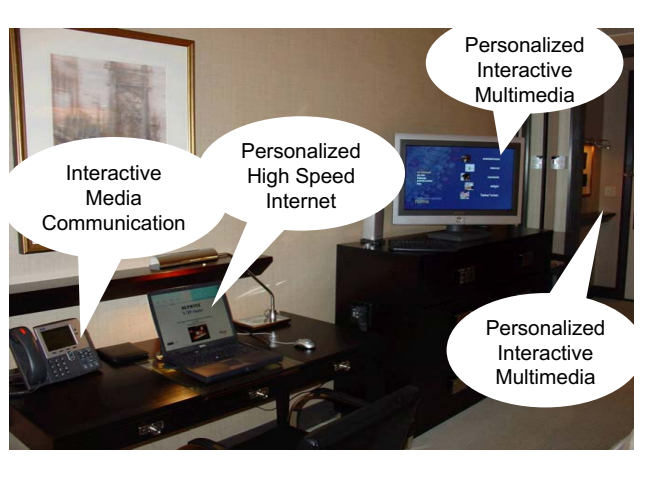 Personalized
Interactive
Multimedia
Personalized
High Speed
Internet
Interactive
Media
Communication
Personalized
Interactive
Multimedia